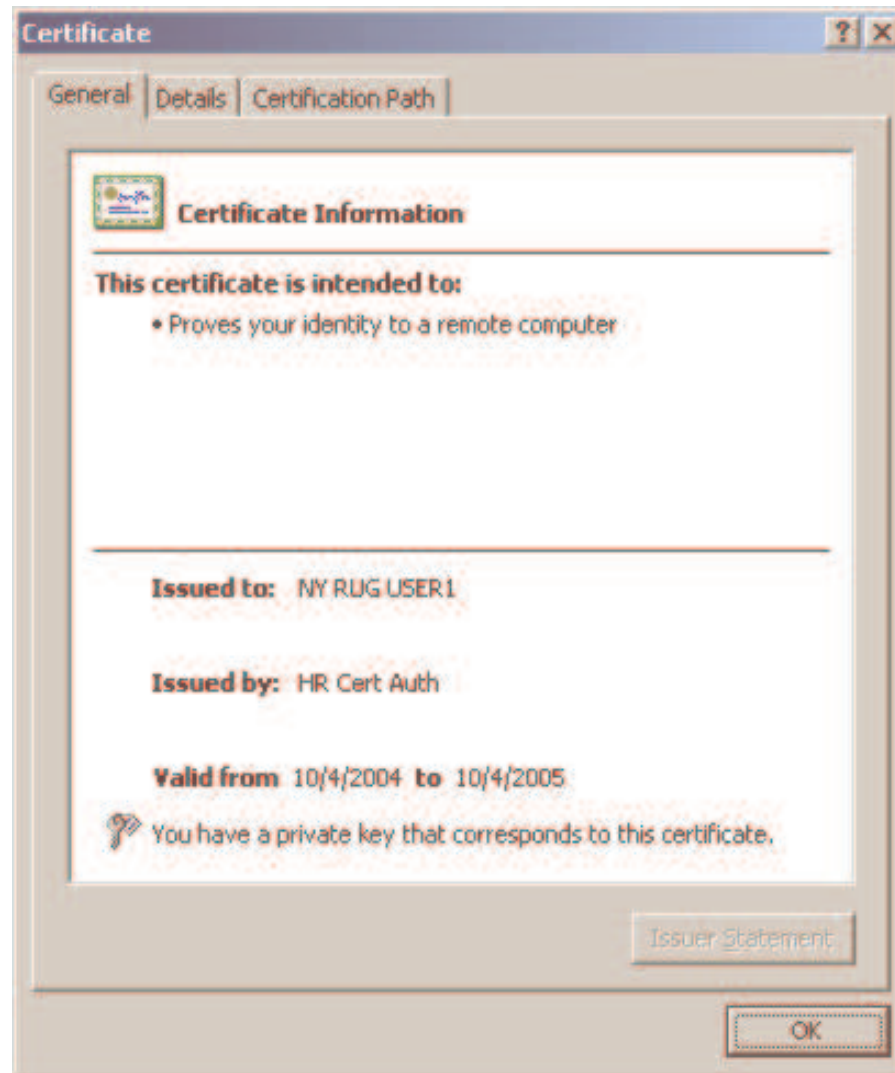 Certificate
General Details Certification Path
Certificate Information
This certificate is intended to:
• Proves your identity to a remote computer
Issued to: NY RUG USER1
Issued by: HR Cert Auth
Valid from 10/4/2004 to 10/4/2005
You have a private key that corresponds to this certificate.
Issuer Statement
OK